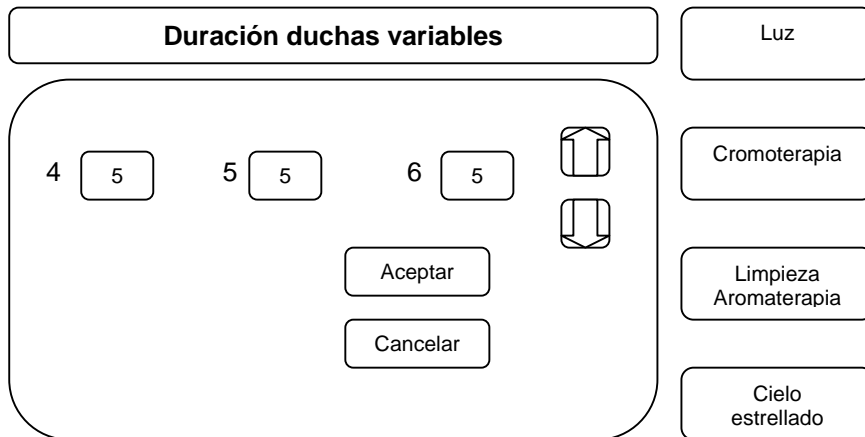 Duración duchas variables
Luz
4 5 5 5 6 5
Cromoterapia
Aceptar
Limpieza
Aromaterapia
Cancelar
Cielo
estrellado